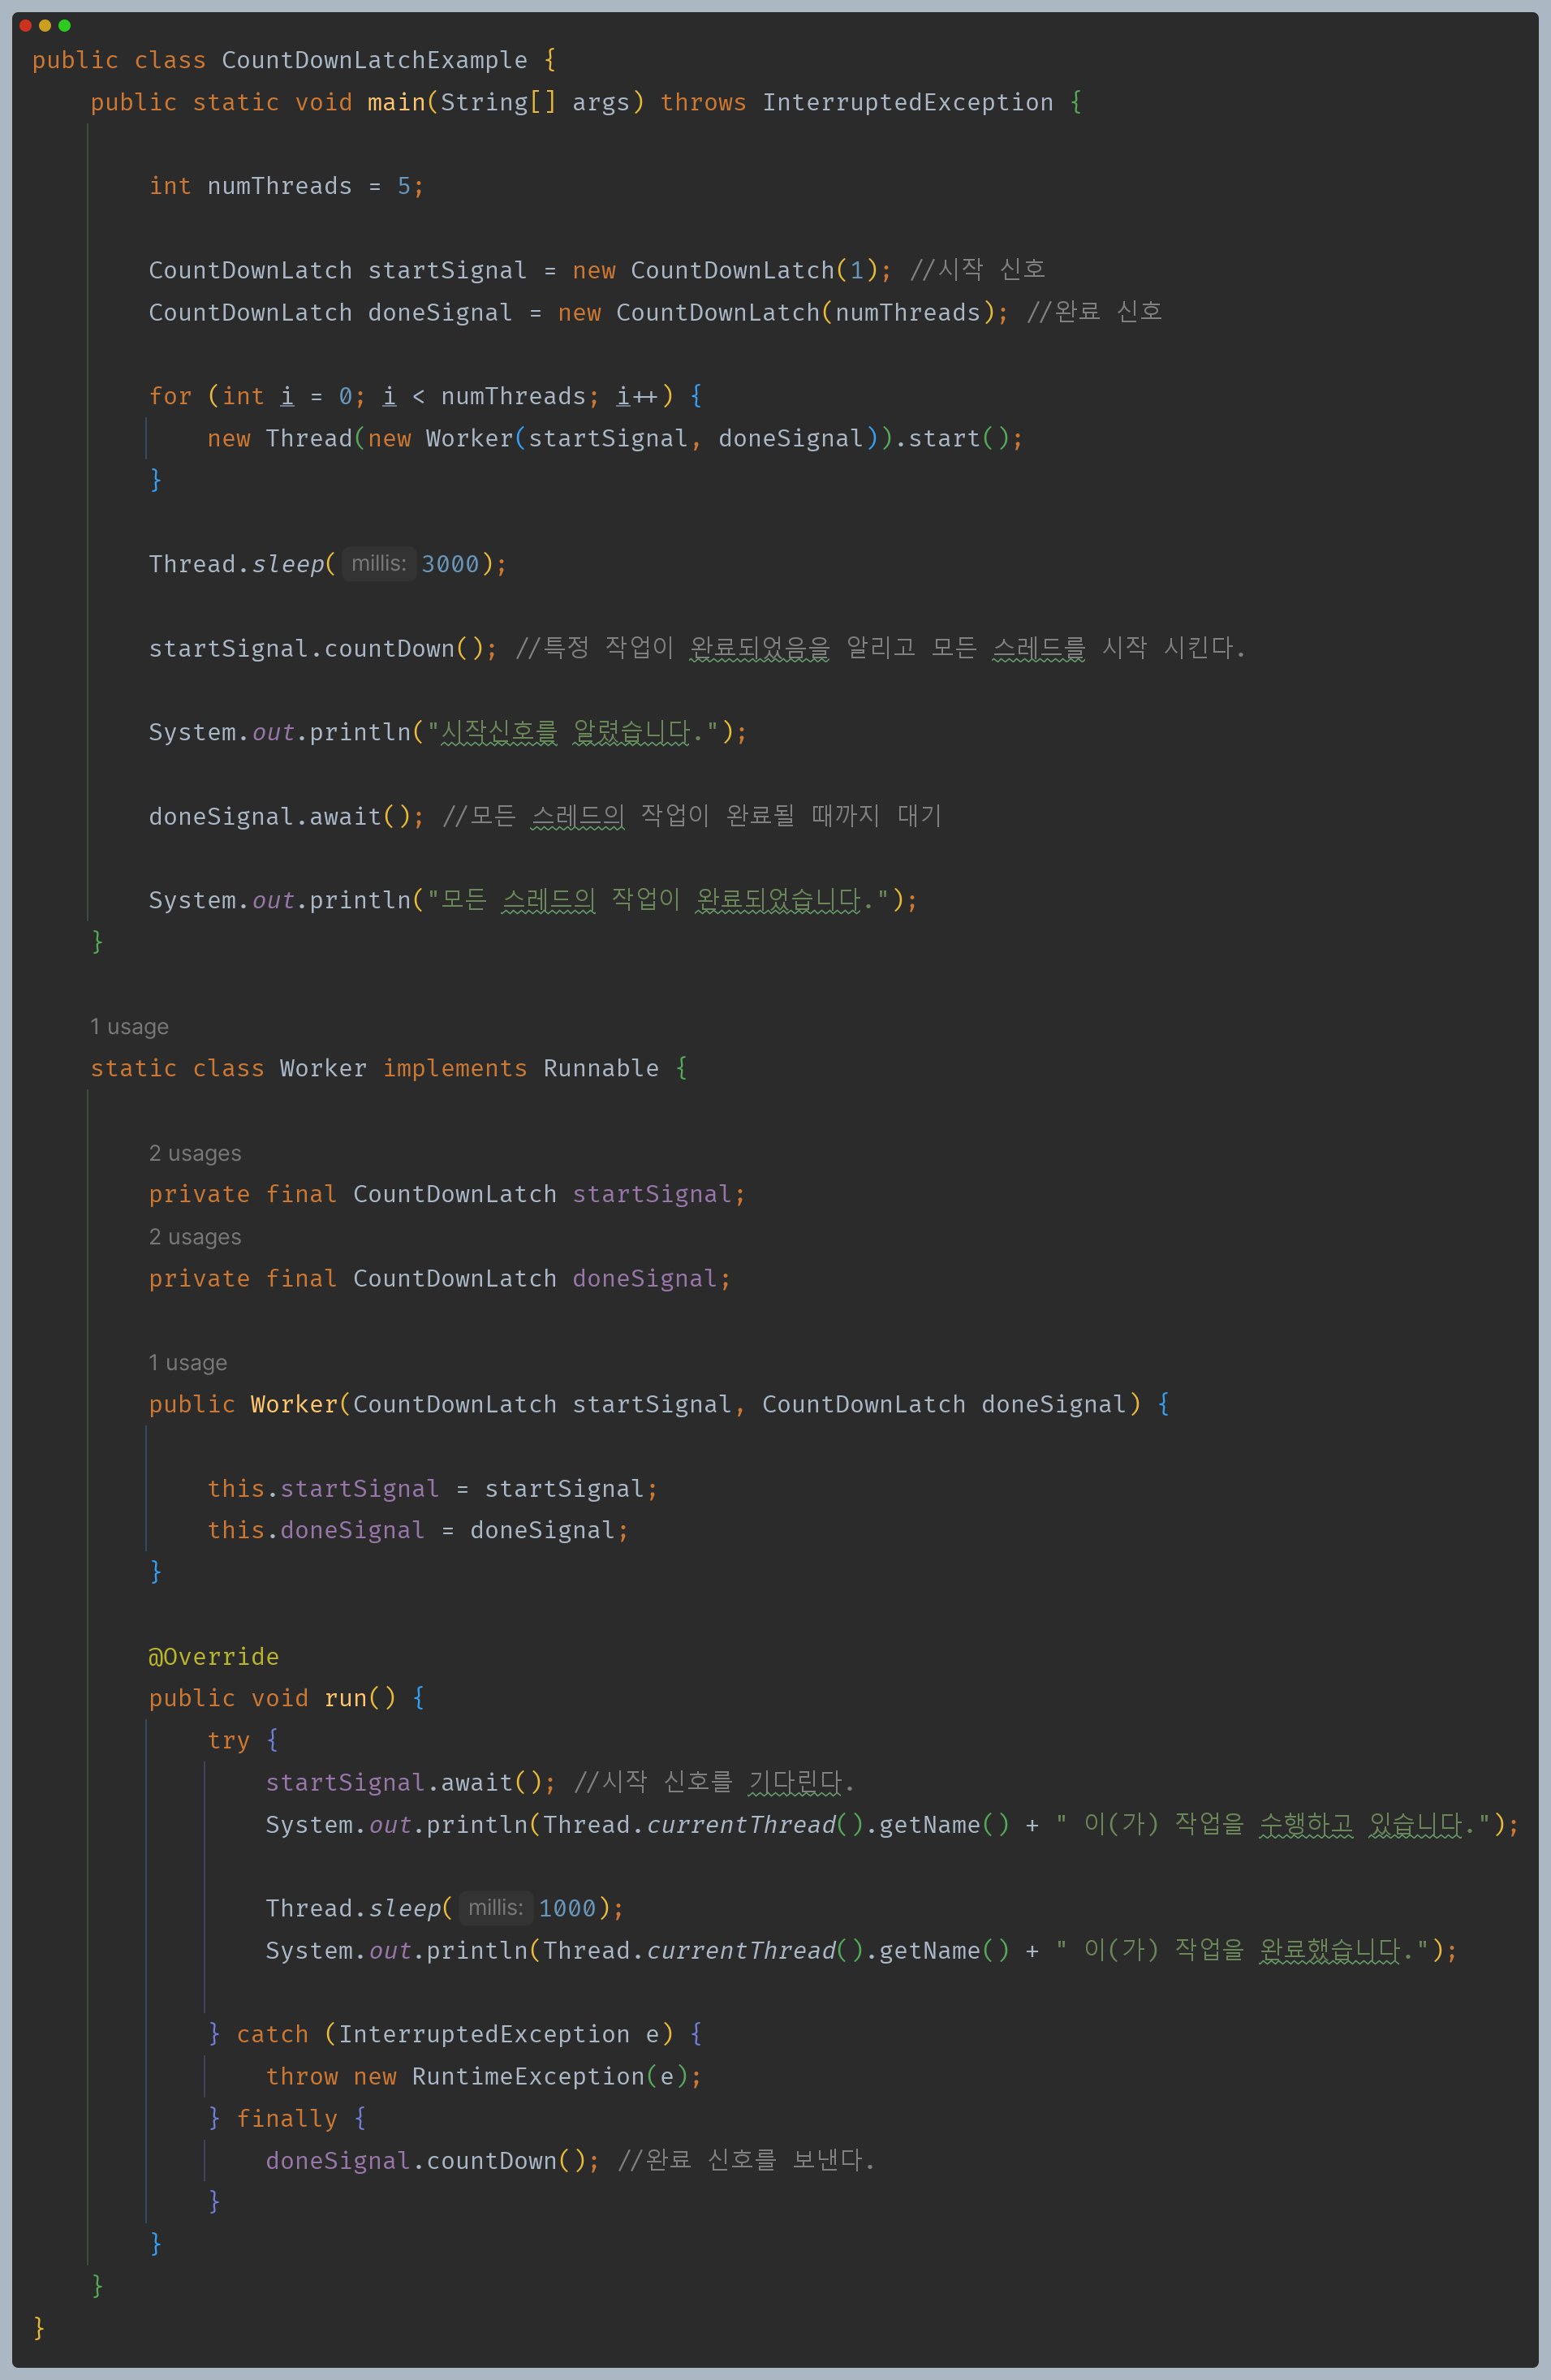 public class CountDownLatchExample {
    public static void main(String[] args) throws InterruptedException {

        int numThreads = 5;

        CountDownLatch startSignal = new CountDownLatch(1); //시작 신호
        CountDownLatch doneSignal = new CountDownLatch(numThreads); //완료 신호

        for (int i = 0; i < numThreads; i++) {
            new Thread(new Worker(startSignal, doneSignal)).start();
        }

        Thread.sleep( millis: 3000);

        startSignal.countDown(); //특정 작업이 완료되었음을 알리고 모든 스레드를 시작 시킨다.

        System.out.println("시작신호를 알렸습니다.");

        doneSignal.await(); //모든 스레드의 작업이 완료될 때까지 대기

        System.out.println("모든 스레드의 작업이 완료되었습니다.");
    }

    1 usage
    static class Worker implements Runnable {

        2 usages
        private final CountDownLatch startSignal;
        2 usages
        private final CountDownLatch doneSignal;

        1 usage
        public Worker(CountDownLatch startSignal, CountDownLatch doneSignal) {

            this.startSignal = startSignal;
            this.doneSignal = doneSignal;
        }

        @Override
        public void run() {
            try {
                startSignal.await(); //시작 신호를 기다린다.
                System.out.println(Thread.currentThread().getName() + " 이(가) 작업을 수행하고 있습니다.");

                Thread.sleep( millis: 1000);
                System.out.println(Thread.currentThread().getName() + " 이(가) 작업을 완료했습니다.");

            } catch (InterruptedException e) {
                throw new RuntimeException(e);
            } finally {
                doneSignal.countDown(); //완료 신호를 보낸다.
            }
        }
    }
}